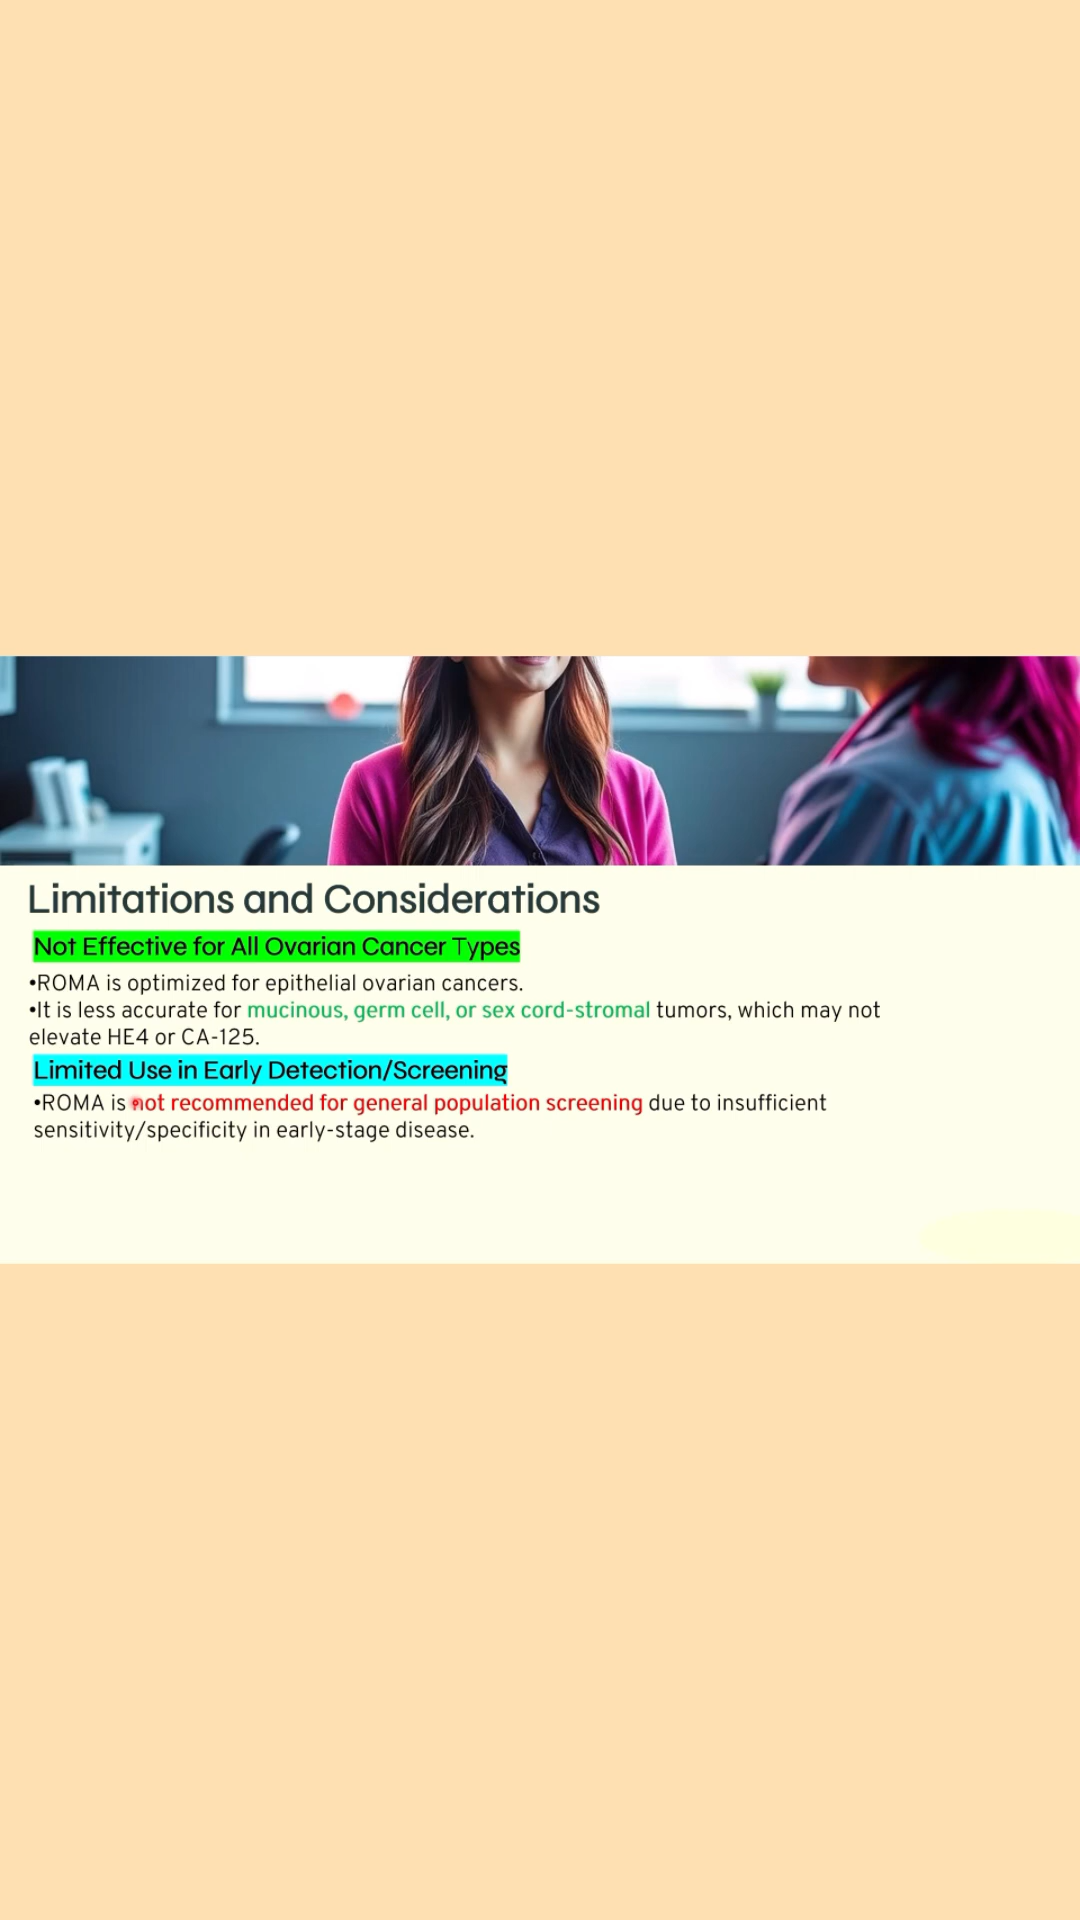 Limitations and Considerations
Not Effective for All Ovarian Cancer Types
•ROMA is optimized for epithelial ovarian cancers.
•It is less accurate for mucinous, germ cell, or sex cord-stromal tumors, which may not
elevate HE4 or CA-125.
Limited Use in Early Detection/Screening
•ROMA is not recommended for general population screening due to insufficient
sensitivity/specificity in early-stage disease.